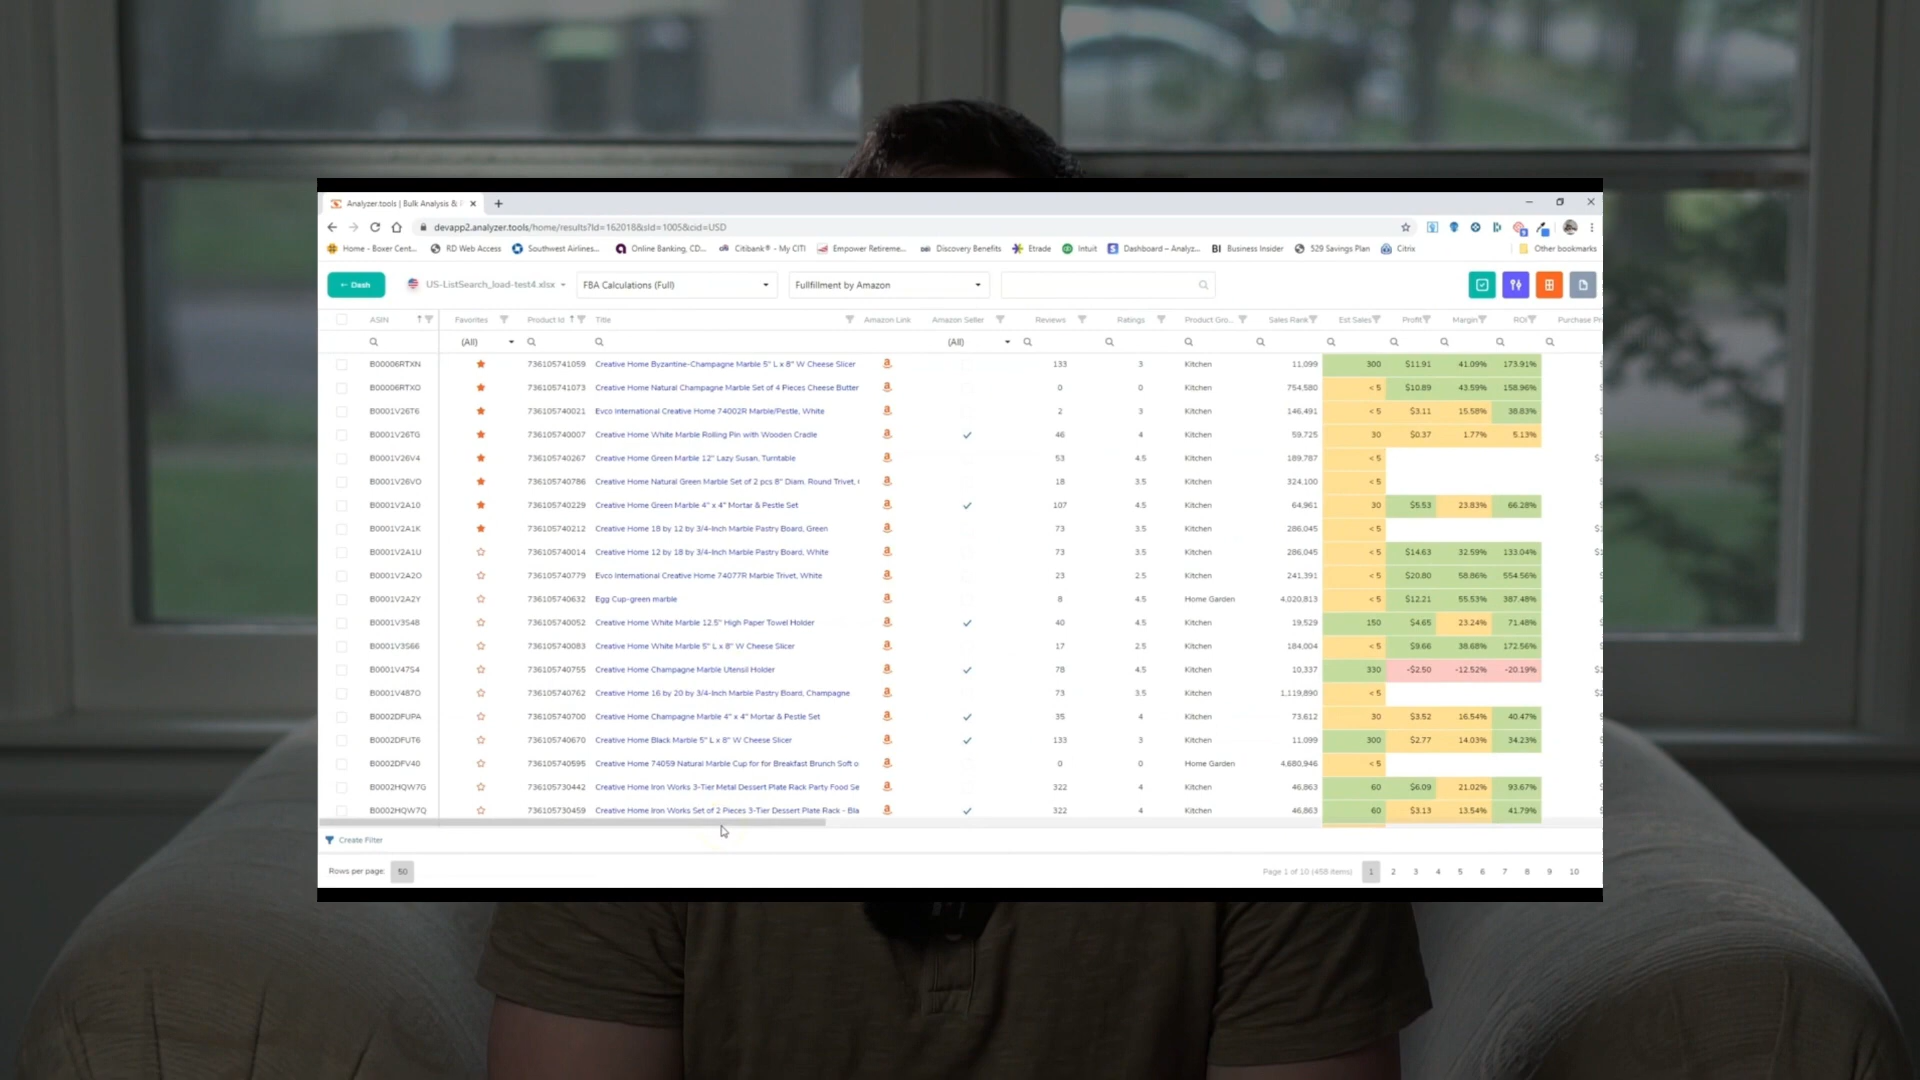 Analyzer.tools | Bulk Analysis &
devapp2.analyzer.tools/home/results?Id=162018&sId=1005&cid=USD
Home - Boxer Cent... RD Web Access Southwest Airlines... Online Banking, CD... Citibank® - My CITI Empower Retireme... Discovery Benefits Etrade Intuit Dashboard – Analyz... BI Business Insider 529 Savings Plan Citrix Other bookmarks
← Dash US-ListSearch_load-test4.xlsx FBA Calculations (Full) Fullfillment by Amazon
ASIN Favorites Product Id Title Amazon Link Amazon Seller Reviews Ratings Product Gro... Sales Rank Est Sales Profit Margin ROI Purchase Pr
(All) (All)
B00006RTXN 736105741059 Creative Home Byzantine-Champagne Marble 5" L x 8" W Cheese Slicer 133 3 Kitchen 11,099 300 $11.91 41.09% 173.91%
B00006RTXO 736105741073 Creative Home Natural Champagne Marble Set of 4 Pieces Cheese Butter 0 0 Kitchen 754,580 < 5 $10.89 43.59% 158.96%
B0001V26T6 736105740021 Evco International Creative Home 74002R Marble/Pestle, White 2 3 Kitchen 146,491 < 5 $3.11 15.58% 38.83%
B0001V26TG 736105740007 Creative Home White Marble Rolling Pin with Wooden Cradle 46 4 Kitchen 59,725 30 $0.37 1.77% 5.13%
B0001V26V4 736105740267 Creative Home Green Marble 12" Lazy Susan, Turntable 53 4.5 Kitchen 189,787 < 5
B0001V26VO 736105740786 Creative Home Natural Green Marble Set of 2 pcs 8" Diam. Round Trivet, 18 3.5 Kitchen 324,100 < 5
B0001V2A10 736105740229 Creative Home Green Marble 4" x 4" Mortar & Pestle Set 107 4.5 Kitchen 64,961 30 $5.53 23.83% 66.28%
B0001V2A1K 736105740212 Creative Home 18 by 12 by 3/4-Inch Marble Pastry Board, Green 73 3.5 Kitchen 286,045 < 5
B0001V2A1U 736105740014 Creative Home 12 by 18 by 3/4-Inch Marble Pastry Board, White 73 3.5 Kitchen 286,045 < 5 $14.63 32.59% 133.04%
B0001V2A2O 736105740779 Evco International Creative Home 74077R Marble Trivet, White 23 2.5 Kitchen 241,391 < 5 $20.80 58.86% 554.56%
B0001V2A2Y 736105740632 Egg Cup-green marble 8 4.5 Home Garden 4,020,813 < 5 $12.21 55.53% 387.48%
B0001V3S48 736105740052 Creative Home White Marble 12.5" High Paper Towel Holder 40 4.5 Kitchen 19,529 150 $4.65 23.24% 71.48%
B0001V3S66 736105740083 Creative Home White Marble 5" L x 8" W Cheese Slicer 17 2.5 Kitchen 184,004 < 5 $9.66 38.68% 172.56%
B0001V47S4 736105740755 Creative Home Champagne Marble Utensil Holder 78 4.5 Kitchen 10,337 330 -$2.50 -12.52% -20.19%
B0001V487O 736105740762 Creative Home 16 by 20 by 3/4-Inch Marble Pastry Board, Champagne 73 3.5 Kitchen 1,119,890 < 5
B0002DFUPA 736105740700 Creative Home Champagne Marble 4" x 4" Mortar & Pestle Set 35 4 Kitchen 73,612 30 $3.52 16.54% 40.47%
B0002DFUT6 736105740670 Creative Home Black Marble 5" L x 8" W Cheese Slicer 133 3 Kitchen 11,099 300 $2.77 14.03% 34.23%
B0002DFV40 736105740595 Creative Home 74059 Natural Marble Cup for for Breakfast Brunch Soft o 0 0 Home Garden 4,680,946 < 5
B0002HQW7G 736105730442 Creative Home Iron Works 3-Tier Metal Dessert Plate Rack Party Food Se 322 4 Kitchen 46,863 60 $6.09 21.02% 93.67%
B0002HQW7Q 736105730459 Creative Home Iron Works Set of 2 Pieces 3-Tier Dessert Plate Rack - Bla 322 4 Kitchen 46,863 60 $3.13 13.54% 41.79%
Create Filter
Rows per page: 50 Page 1 of 10 (458 items) 1 2 3 4 5 6 7 8 9 10